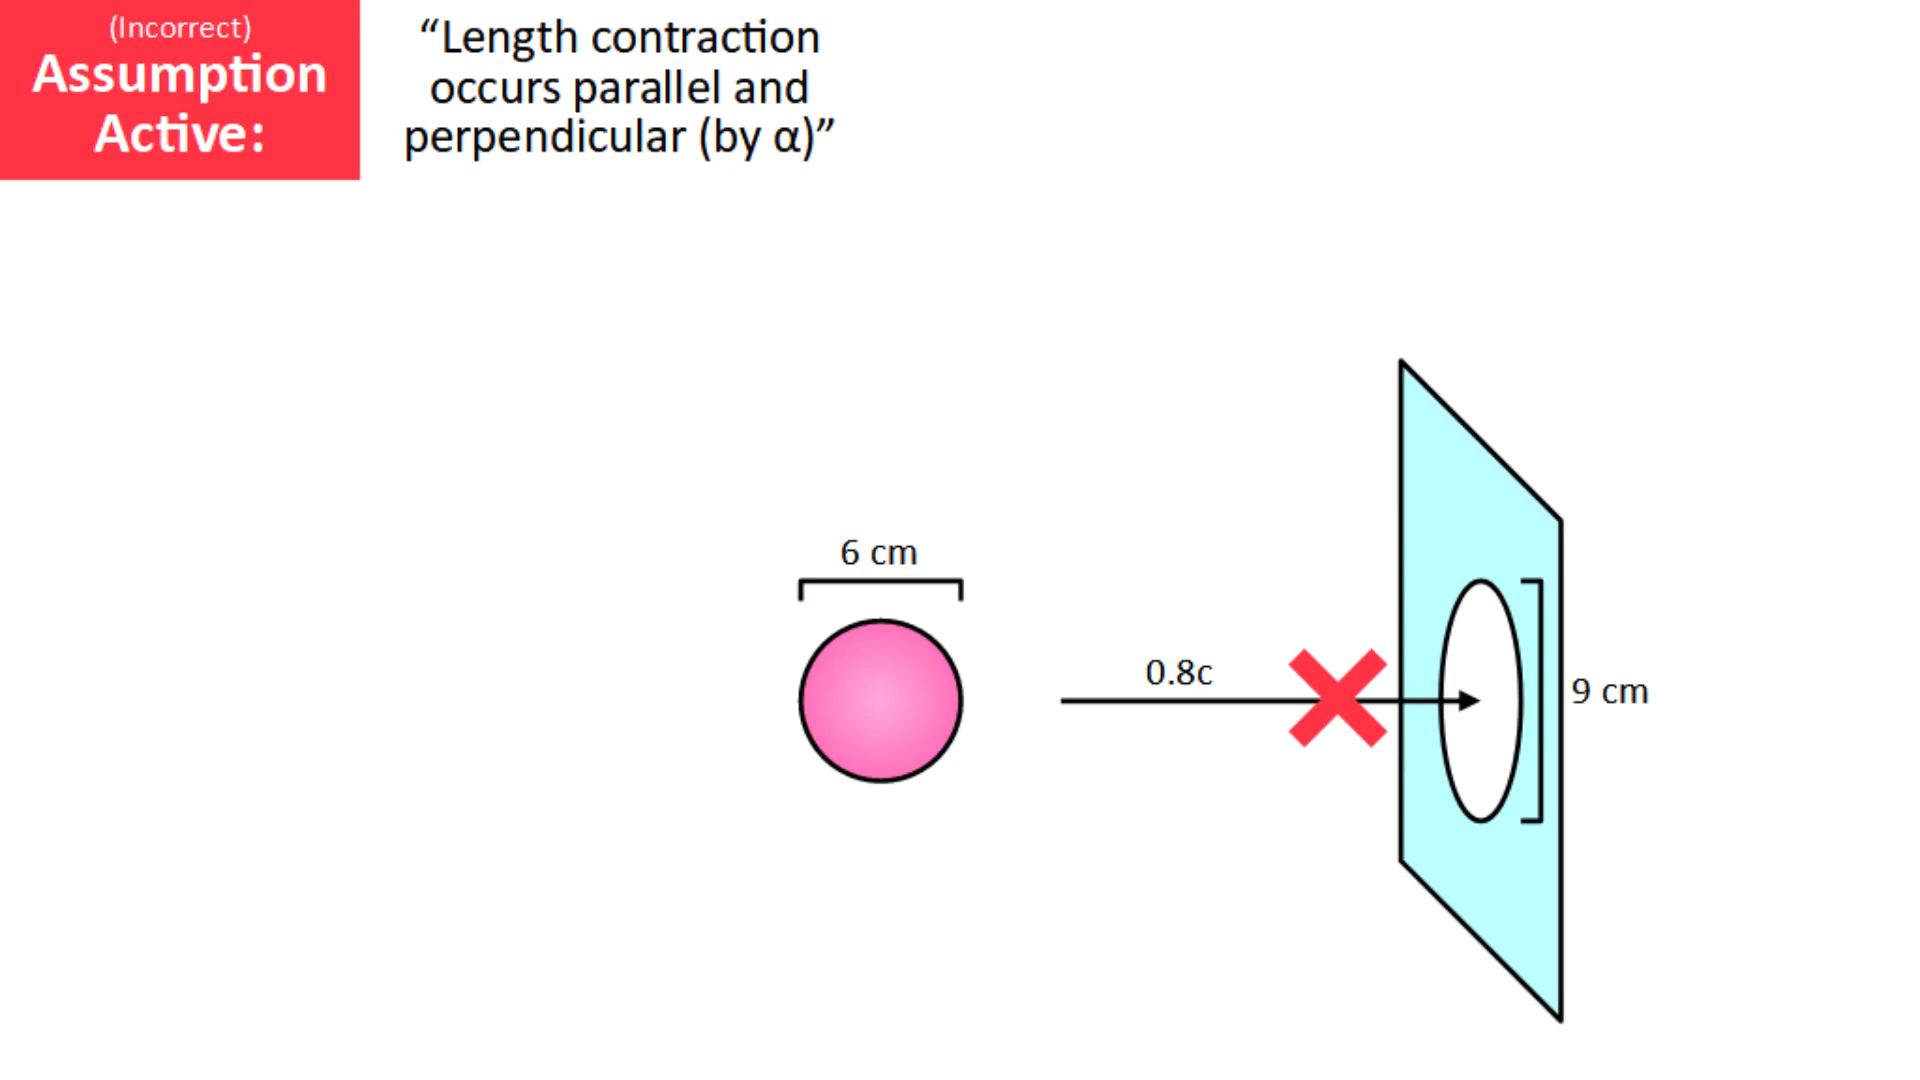 (Incorrect)
Assumption
Active:
“Length contraction
occurs parallel and
perpendicular (by α)”
6 cm
0.8c
9 cm